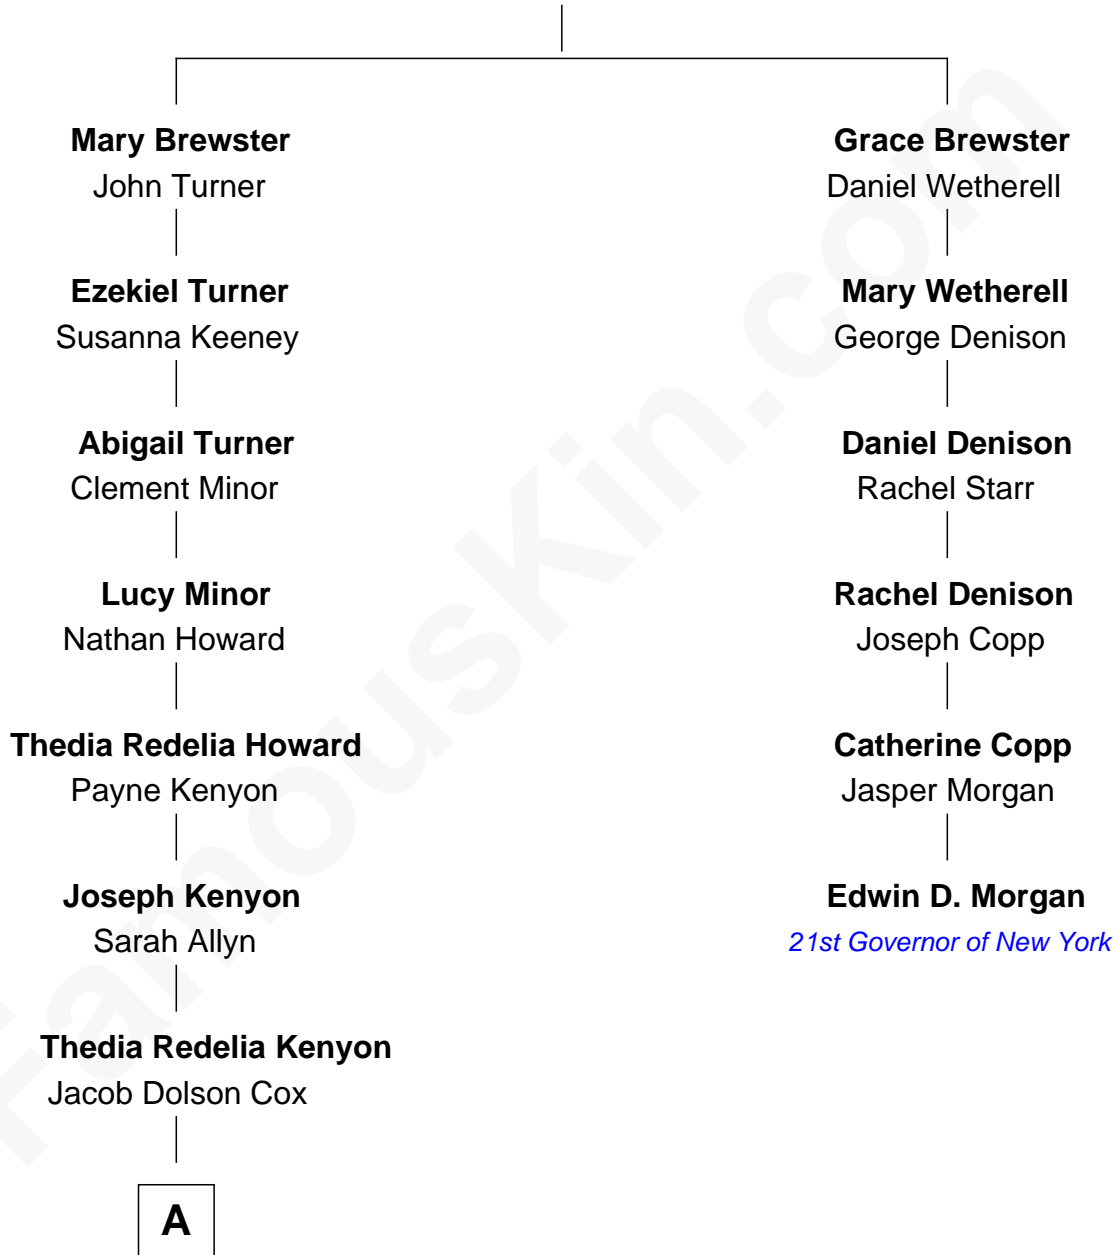 Mary Brewster
John Turner
Ezekiel Turner
Susanna Keeney
Abigail Turner
Clement Minor
Lucy Minor
Nathan Howard
Thedia Redelia Howard
Payne Kenyon
Joseph Kenyon
Sarah Allyn
Thedia Redelia Kenyon
Jacob Dolson Cox
A
Grace Brewster
Daniel Wetherell
Mary Wetherell
George Denison
Daniel Denison
Rachel Starr
Rachel Denison
Joseph Copp
Catherine Copp
Jasper Morgan
Edwin D. Morgan
21st Governor of New York
FamousKin.com